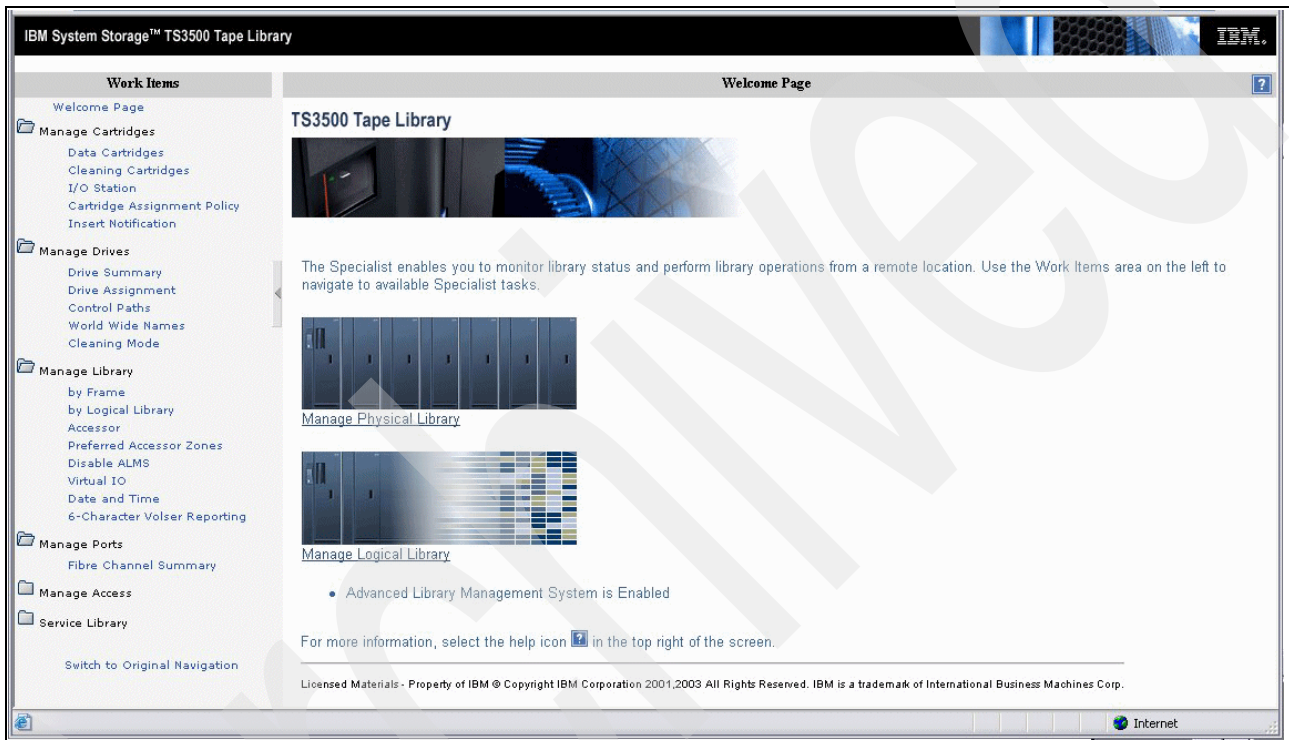 IBM System Storage™ TS3500 Tape Library
IBM.
Work Items
Welcome Page
Manage Cartridges
Data Cartridges
Cleaning Cartridges
I/O Station
Cartridge Assignment Policy
Insert Notification
Manage Drives
Drive Summary
Drive Assignment
Control Paths
World Wide Names
Cleaning Mode
Manage Library
by Frame
by Logical Library
Accessor
Preferred Accessor Zones
Disable ALMS
Virtual IO
Date and Time
6-Character Volser Reporting
Manage Ports
Fibre Channel Summary
Manage Access
Service Library
Switch to Original Navigation
Welcome Page
?
TS3500 Tape Library
The Specialist enables you to monitor library status and perform library operations from a remote location. Use the Work Items area on the left to
navigate to available Specialist tasks.
Manage Physical Library
Manage Logical Library
• Advanced Library Management System is Enabled
For more information, select the help icon ? in the top right of the screen.
Licensed Materials - Property of IBM © Copyright IBM Corporation 2001,2003 All Rights Reserved. IBM is a trademark of International Business Machines Corp.
Internet